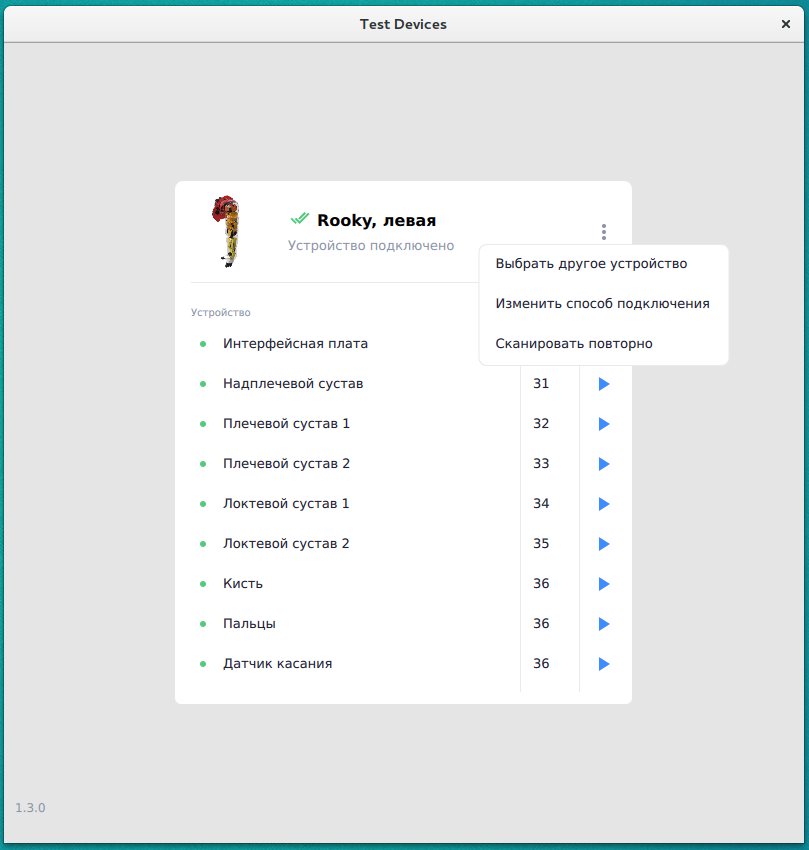 Test Devices
Rooky, левая
Устройство подключено
Выбрать другое устройство
Изменить способ подключения
Сканировать повторно
Устройство
Интерфейсная плата
Надплечевой сустав 31
Плечевой сустав 1 32
Плечевой сустав 2 33
Локтевой сустав 1 34
Локтевой сустав 2 35
Кисть 36
Пальцы 36
Датчик касания 36
1.3.0